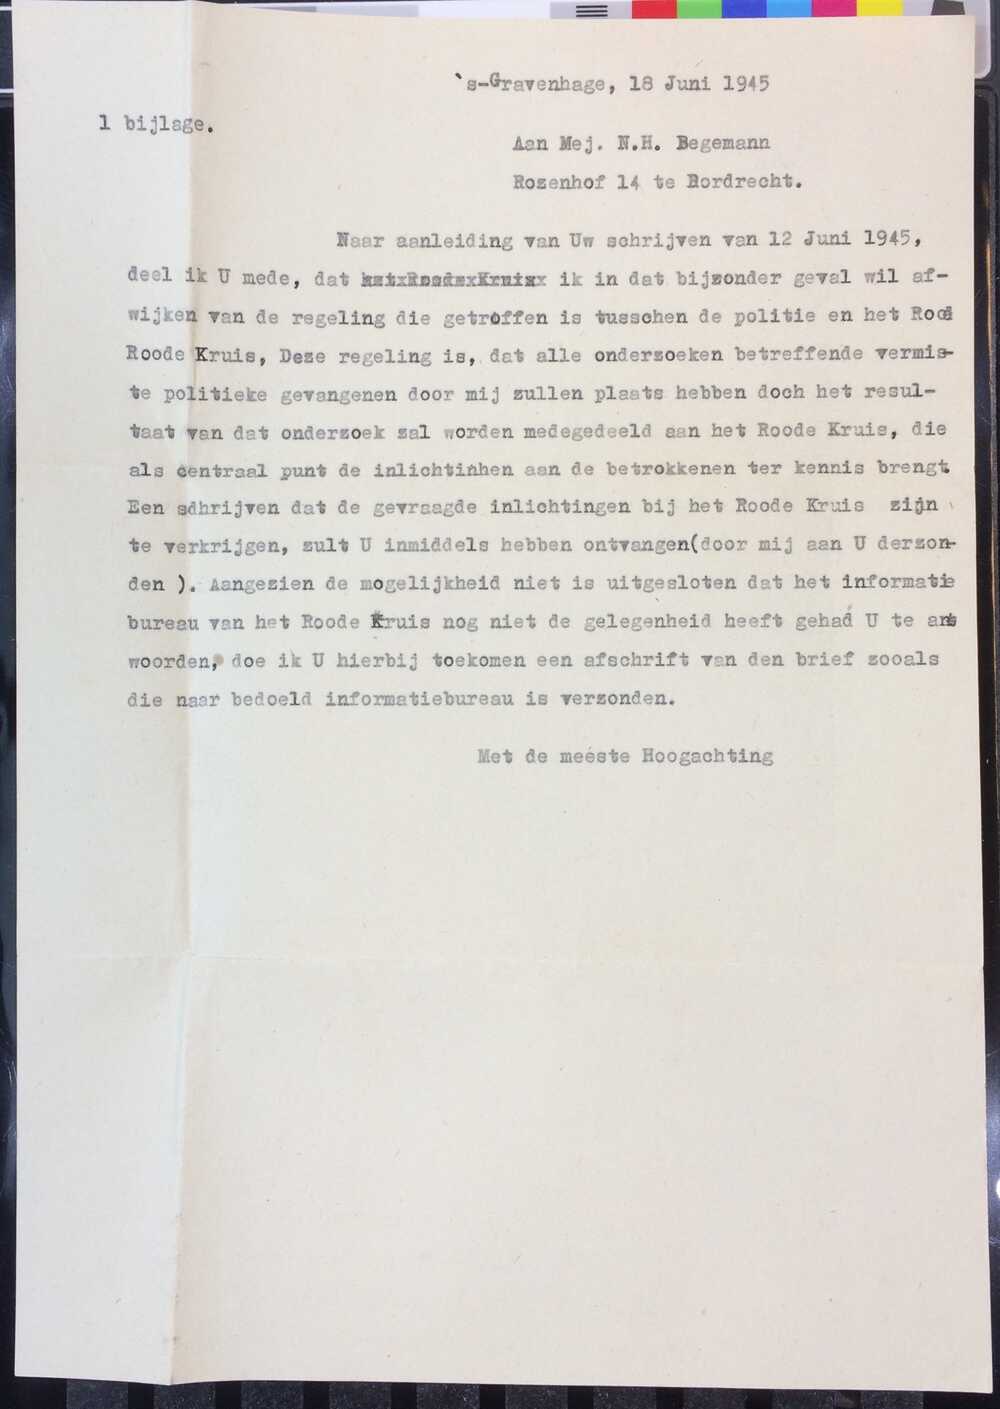 `s-Gravenhage, 18 Juni 1945
1 bijlage.
Aan Mej. N.H. Begemann
Rozenhof 14 te Dordrecht.
Naar aanleiding van Uw schrijven van 12 Juni 1945,
deel ik U mede, dat het Roode Kruis ik in dat bijzonder geval wil af-
wijken van de regeling die getroffen is tusschen de politie en het Rood
Roode Kruis, Deze regeling is, dat alle onderzoeken betreffende vermis-
te politieke gevangenen door mij zullen plaats hebben doch het resul-
taat van dat onderzoek zal worden medegedeeld aan het Roode Kruis, die
als centraal punt de inlichtinhen aan de betrokkenen ter kennis brengt.
Een sdhrijven dat de gevraagde inlichtingen bij het Roode Kruis zijn
te verkrijgen, zult U inmiddels hebben ontvangen(door mij aan U derzon-
den ). Aangezien de mogelijkheid niet is uitgesloten dat het informatie
bureau van het Roode Kruis nog niet de gelegenheid heeft gehad U te ant
woorden, doe ik U hierbij toekomen een afschrift van den brief zooals
die naar bedoeld informatiebureau is verzonden.
Met de meeste Hoogachting